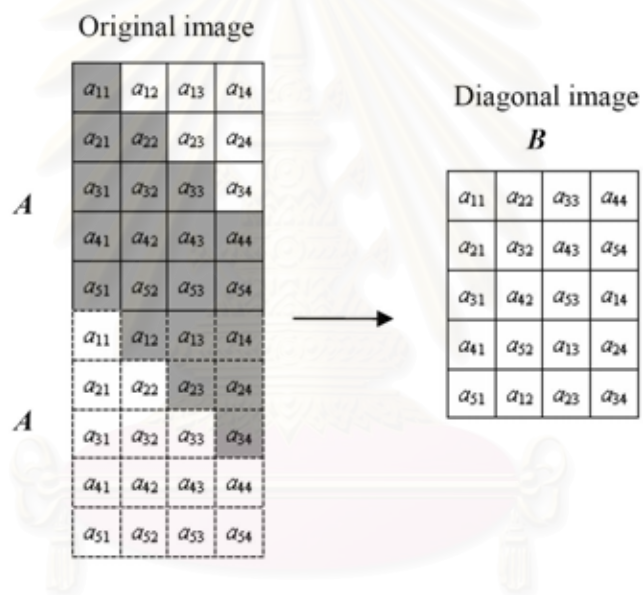 Original image
a11 a12 a13 a14
a21 a22 a23 a24
a31 a32 a33 a34
A
a41 a42 a43 a44
a51 a52 a53 a54
a11 a12 a13 a14
a21 a22 a23 a24
A
a31 a32 a33 a34
a41 a42 a43 a44
a51 a52 a53 a54
Diagonal image
B
a11 a22 a33 a44
a21 a32 a43 a54
a31 a42 a53 a14
a41 a52 a13 a24
a51 a12 a23 a34